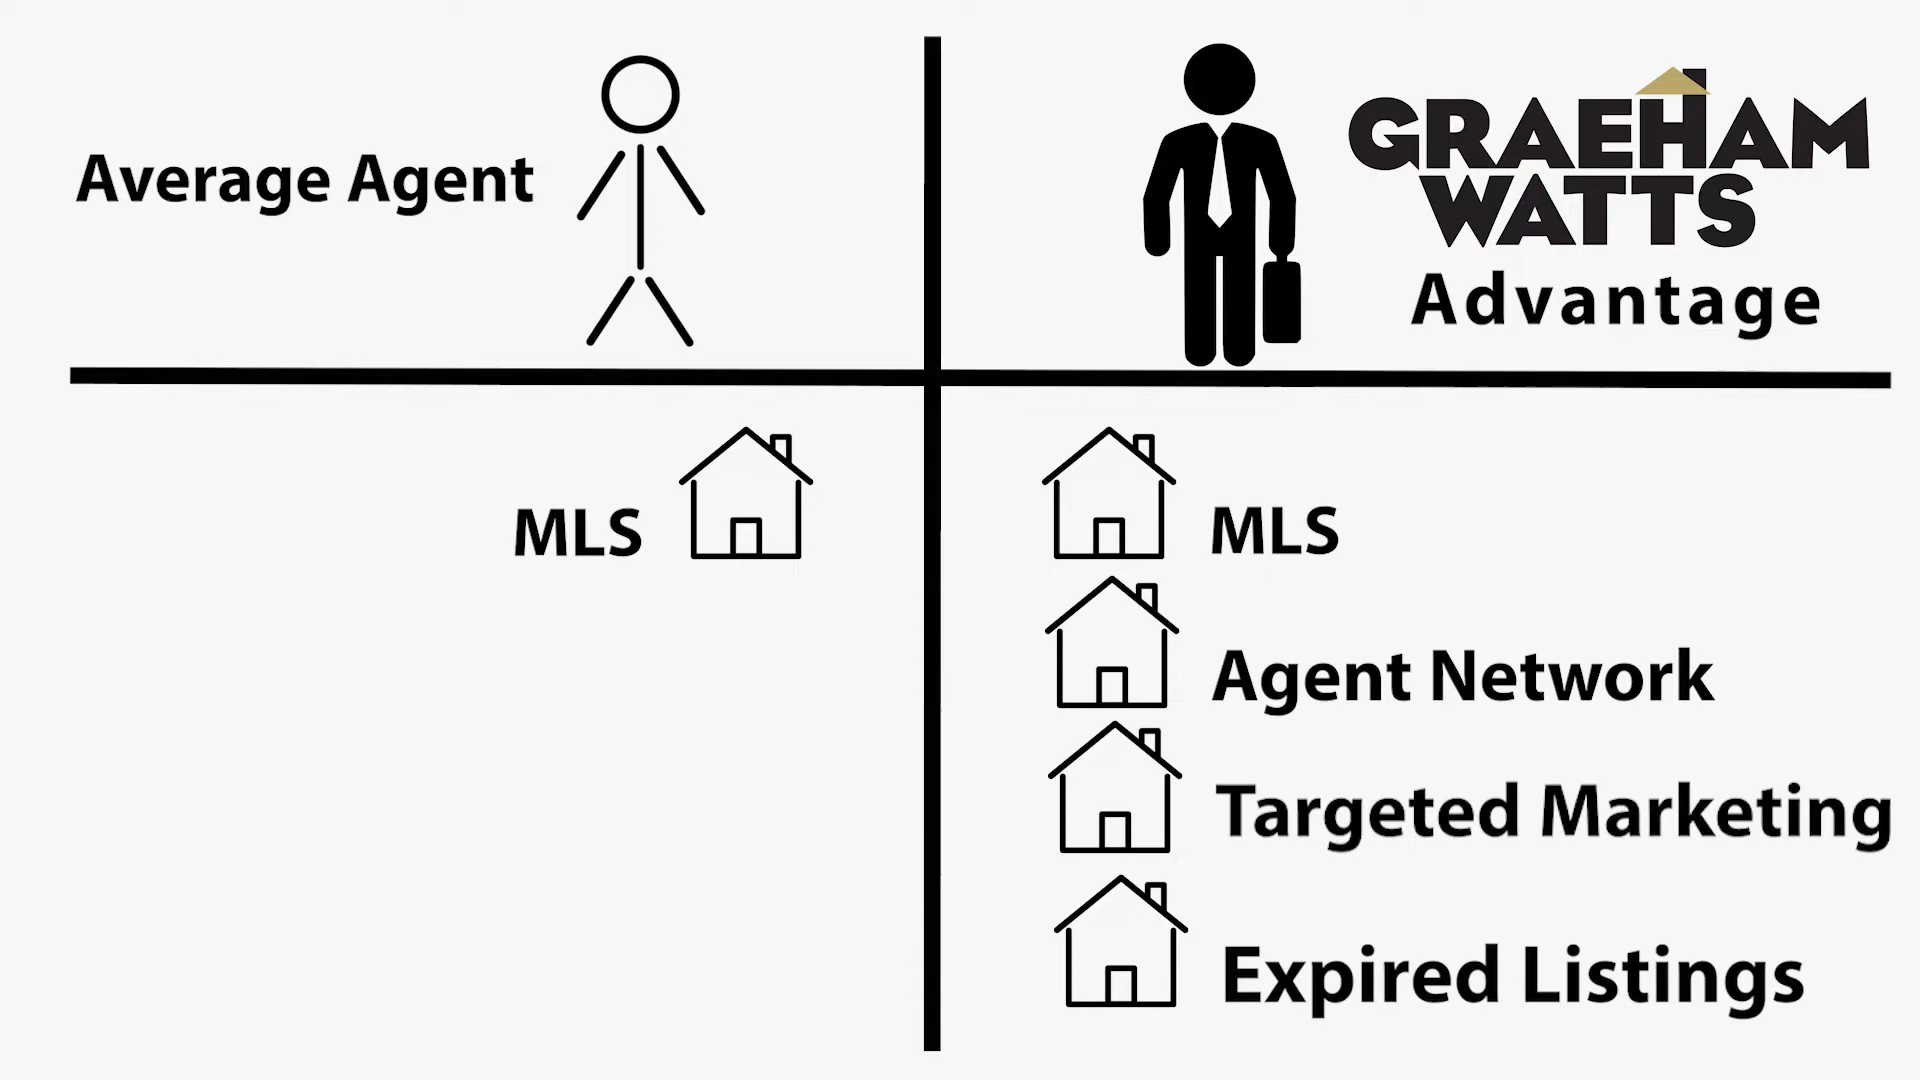 Average Agent
GRAEHAM
WATTS
Advantage
MLS
MLS
Agent Network
Targeted Marketing
Expired Listings